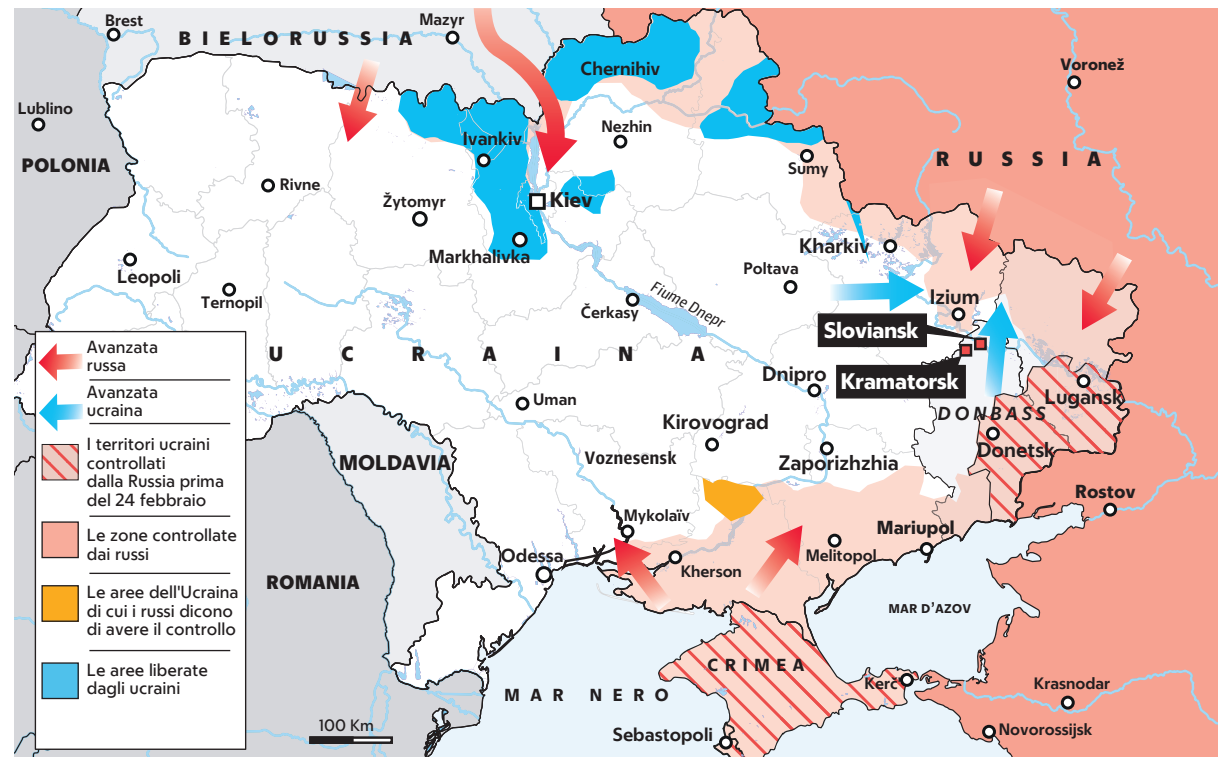 Brest
Mazyr
BIELORUSSIA
Chernihiv
Voronež
Lublino
Nezhin
Ivankiv
POLONIA
RUSSIA
Sumy
Rivne
Žytomyr
Kiev
Kharkiv
Markhalivka
Leopoli
Poltava
Ternopil
Fiume Dnepr
Izium
Čerkasy
Sloviansk
UCRAINA
Dnipro
Kramatorsk
Lugansk
Uman
DONBASS
Kirovograd
Donetsk
MOLDAVIA
Voznesensk
Zaporizhzhia
Rostov
Mykolaïv
Mariupol
Odessa
Melitopol
Kherson
ROMANIA
MAR D'AZOV
CRIMEA
Kerč
MAR NERO
Krasnodar
Sebastopoli
Novorossijsk
Avanzata
russa
Avanzata
ucraina
I territori ucraini
controllati
dalla Russia prima
del 24 febbraio
Le zone controllate
dai russi
Le aree dell'Ucraina
di cui i russi dicono
di avere il controllo
Le aree liberate
dagli ucraini
100 Km